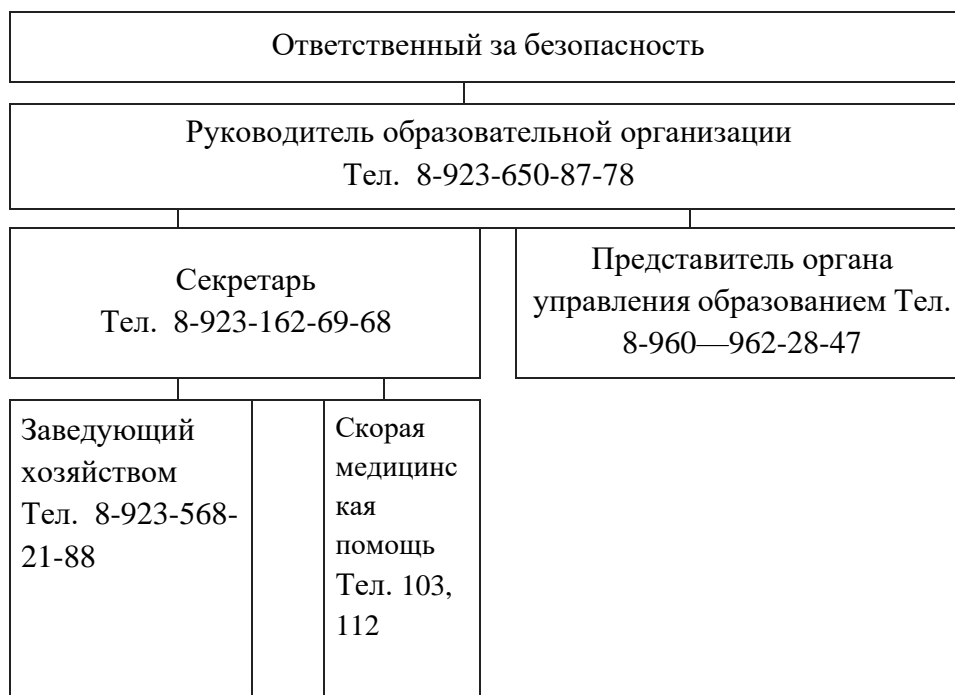 Ответственный за безопасность
Руководитель образовательной организации
Тел. 8-923-650-87-78
Секретарь
Тел. 8-923-162-69-68
Представитель органа
управления образованием Тел.
8-960—962-28-47
Заведующий
хозяйством
Тел. 8-923-568-
21-88
Скорая
медицинс
кая
помощь
Тел. 103,
112